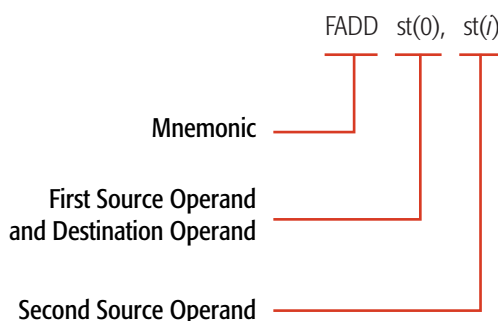 FADD st(0), st(i)
Mnemonic
First Source Operand
and Destination Operand
Second Source Operand